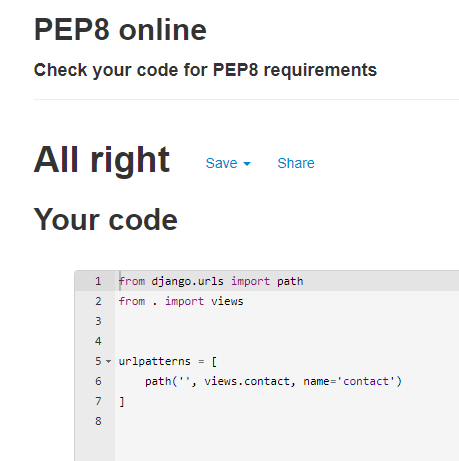 PEP8 online
Check your code for PEP8 requirements
All right Save Share
Your code
1 from django.urls import path
2 from . import views
3
4
5 urlpatterns = [
6     path('', views.contact, name='contact')
7 ]
8